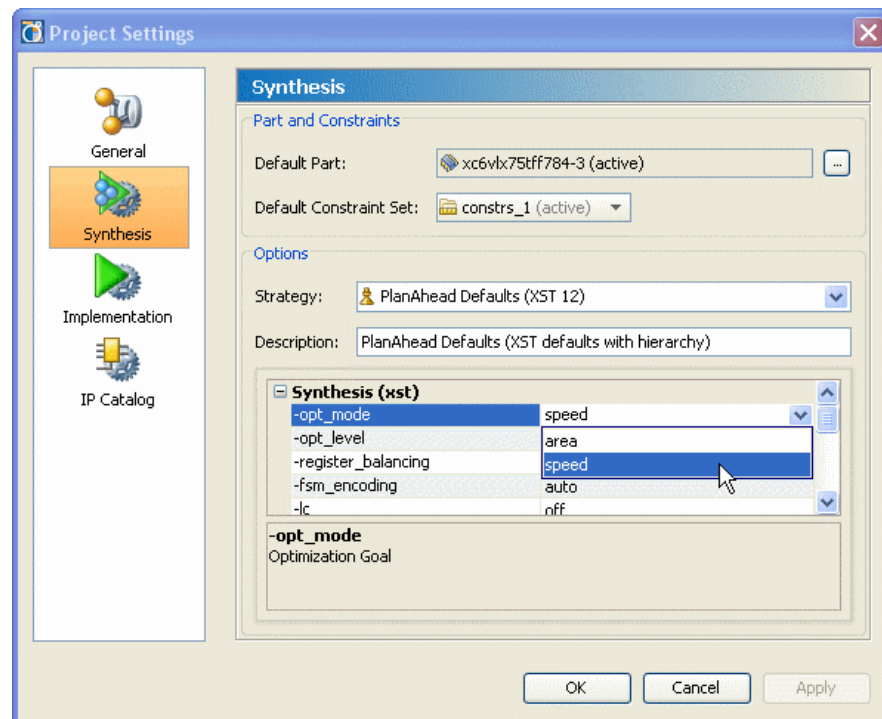 Project Settings
General
Synthesis
Implementation
IP Catalog
Synthesis
Part and Constraints
Default Part: xc6vlx75tff784-3 (active) ...
Default Constraint Set: constrs_1 (active)
Options
Strategy: PlanAhead Defaults (XST 12)
Description: PlanAhead Defaults (XST defaults with hierarchy)
Synthesis (xst)
-opt_mode speed
-opt_level area
-register_balancing speed
-fsm_encoding auto
-lc off
-opt_mode
Optimization Goal
OK Cancel Apply